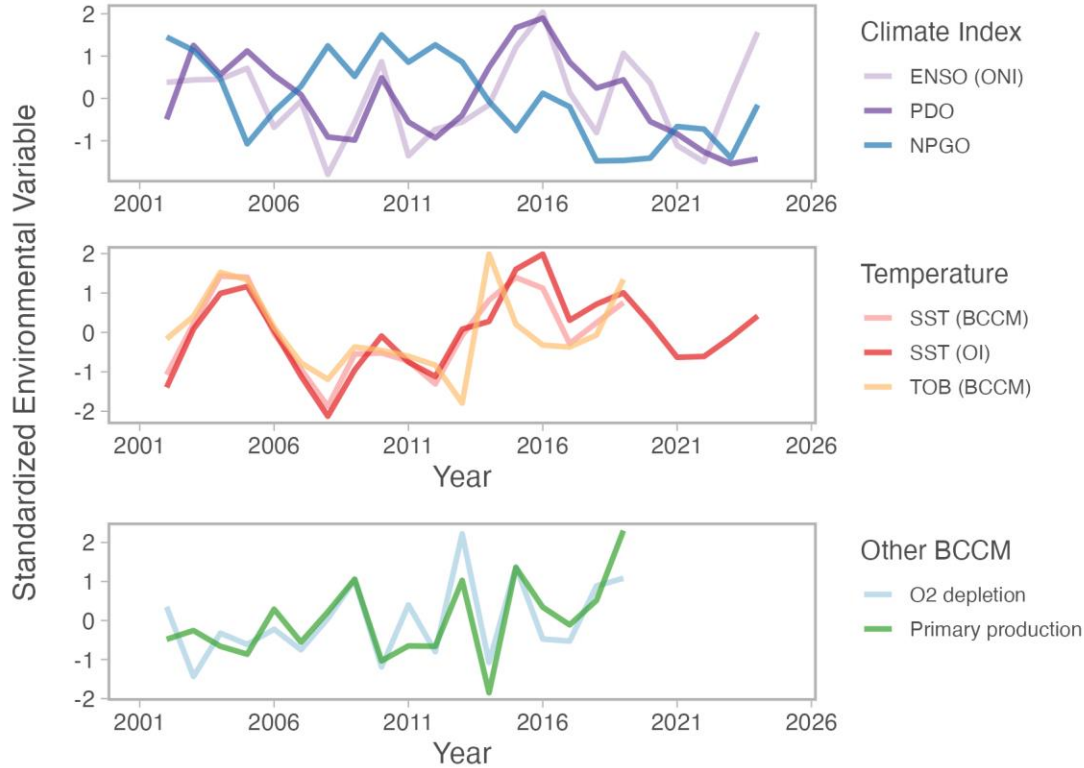 Standardized Environmental Variable
2
1
0
-1
2001 2006 2011 2016 2021 2026
Climate Index
ENSO (ONI)
PDO
NPGO
2
1
0
-1
-2
2001 2006 2011 2016 2021 2026
Year
Temperature
SST (BCCM)
SST (OI)
TOB (BCCM)
2
1
0
-1
-2
2001 2006 2011 2016 2021 2026
Year
Other BCCM
O2 depletion
Primary production